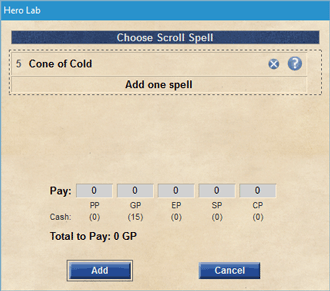 Hero Lab
Choose Scroll Spell
5 Cone of Cold ?
Add one spell
Pay: 0 0 0 0 0
PP GP EP SP CP
Cash: (0) (15) (0) (0) (0)
Total to Pay: 0 GP
Add Cancel